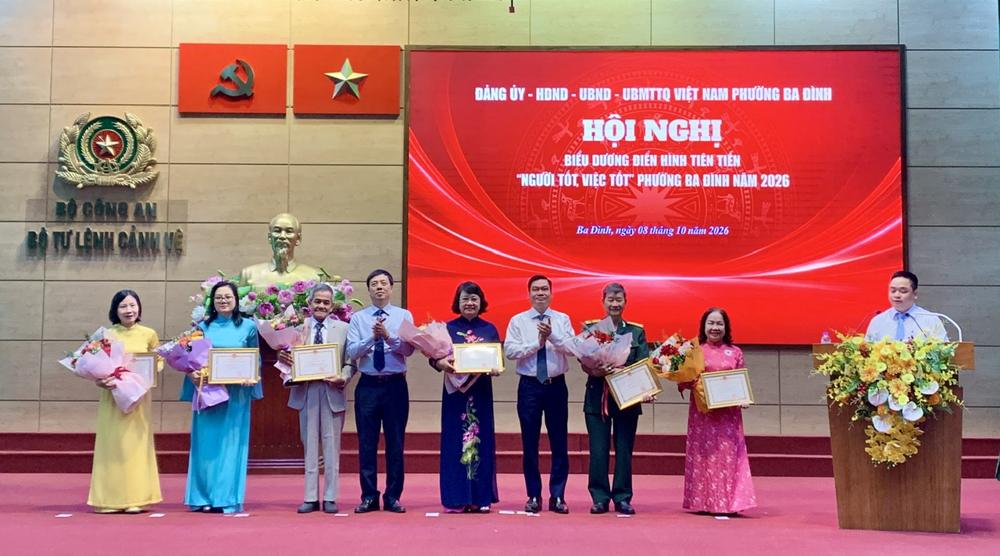 BỘ CÔNG AN
BỘ TƯ LỆNH CẢNH VỆ
ĐẢNG ỦY - HĐND - UBND - UBMTTQ VIỆT NAM PHƯỜNG BA ĐÌNH
HỘI NGHỊ
BIỂU DƯƠNG ĐIỂN HÌNH TIÊN TIẾN
"NGƯỜI TỐT, VIỆC TỐT" PHƯỜNG BA ĐÌNH NĂM 2026
Ba Đình, ngày 08 tháng 10 năm 2026